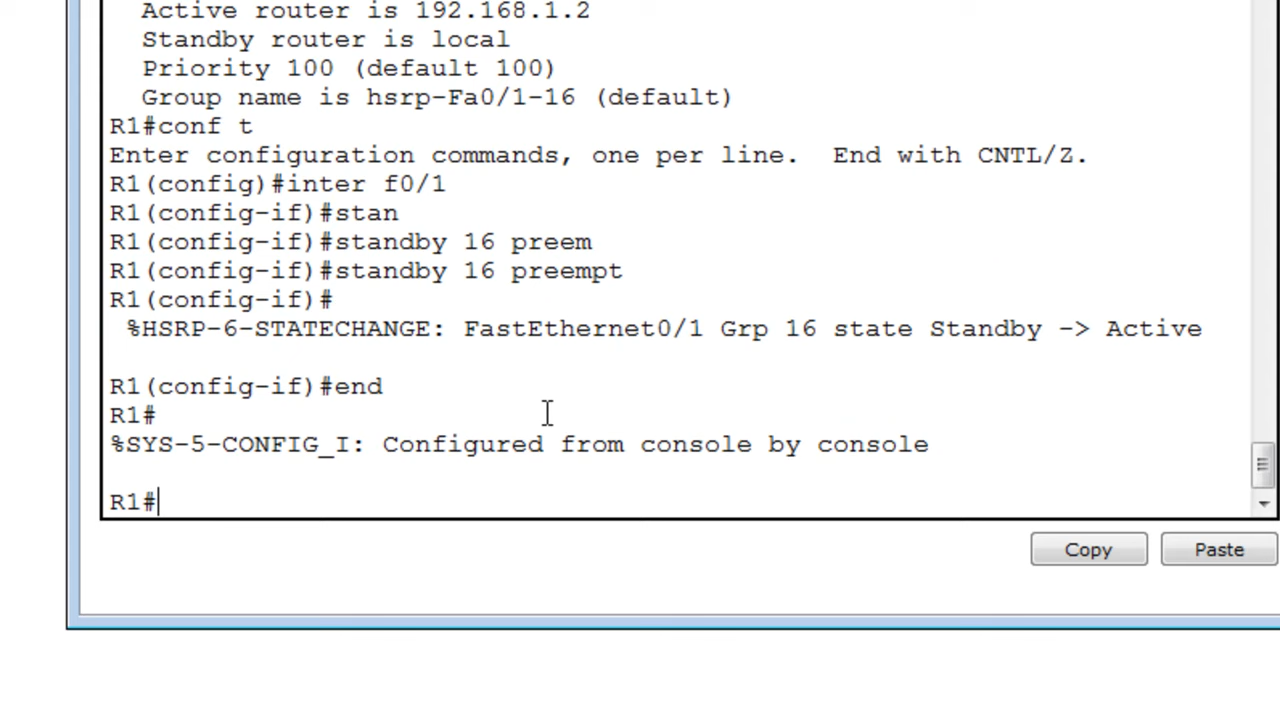 Active router is 192.168.1.2
Standby router is local
Priority 100 (default 100)
Group name is hsrp-Fa0/1-16 (default)
R1#conf t
Enter configuration commands, one per line.  End with CNTL/Z.
R1(config)#inter f0/1
R1(config-if)#stan
R1(config-if)#standby 16 preem
R1(config-if)#standby 16 preempt
R1(config-if)#
%HSRP-6-STATECHANGE: FastEthernet0/1 Grp 16 state Standby -> Active
R1(config-if)#end
R1#
%SYS-5-CONFIG_I: Configured from console by console
R1#
Copy Paste